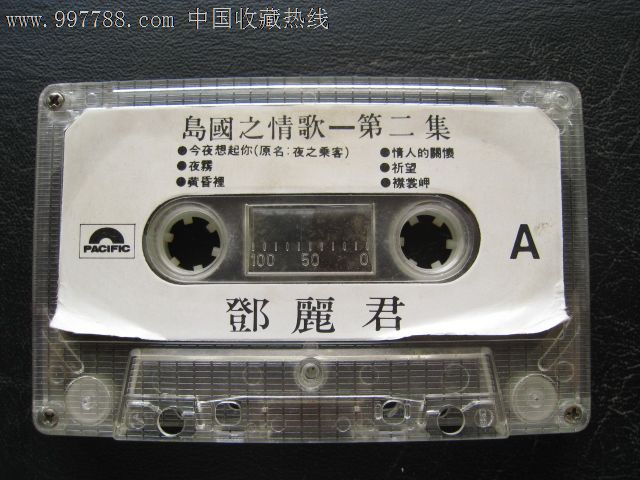 www.997788.com 中国收藏热线
島國之情歌—第二集
●今夜想起你(原名:夜之乘客)
●夜霧
●黃昏裡
●情人的關懷
●祈望
●襟裳岬
PACIFIC
100 50 0
A
鄧麗君